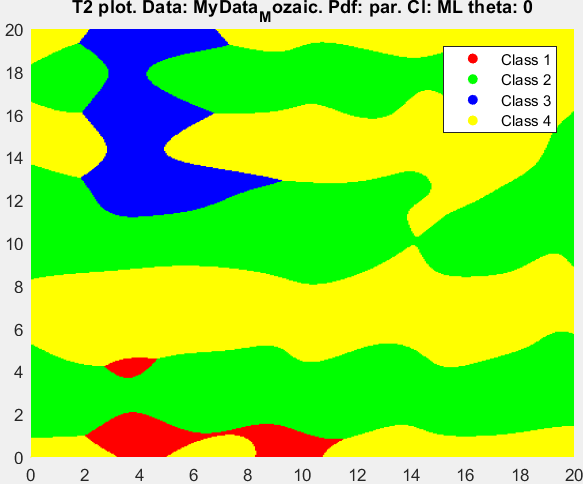 T2 plot. Data: MyData_Mozaic. Pdf: par. Cl: ML theta: 0
20
18
16
14
12
10
8
6
4
2
0
Class 1
Class 2
Class 3
Class 4
0 2 4 6 8 10 12 14 16 18 20